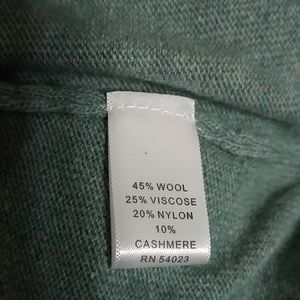 45% WOOL
25% VISCOSE
20% NYLON
10%
CASHMERE
RN 54023